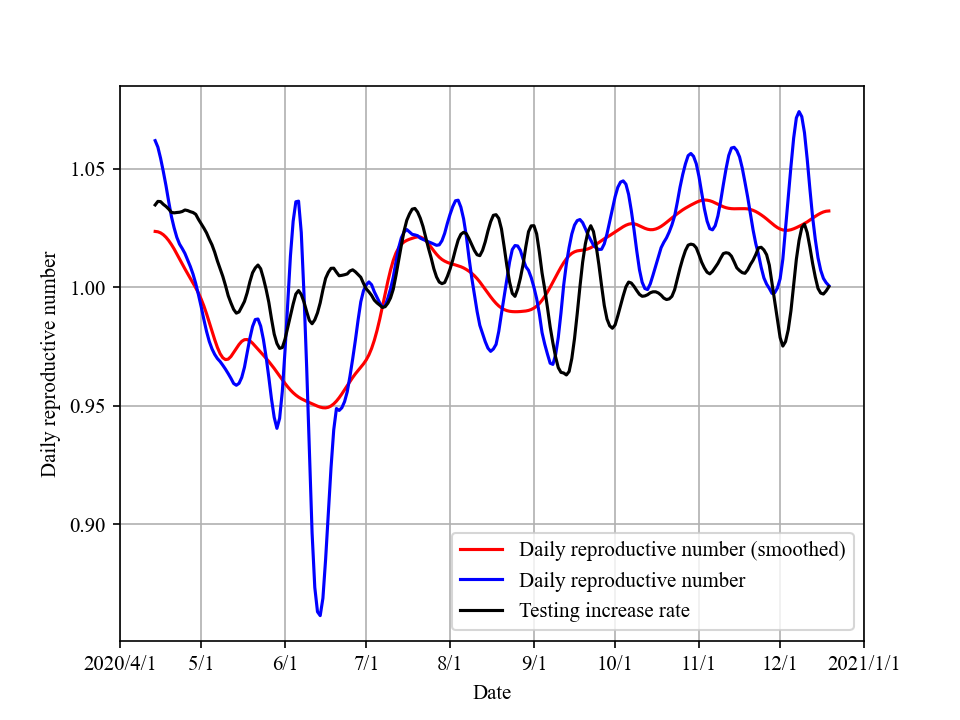 Daily reproductive number
1.05
1.00
0.95
0.90
Daily reproductive number (smoothed)
Daily reproductive number
Testing increase rate
2020/4/1 5/1 6/1 7/1 8/1 9/1 10/1 11/1 12/1 2021/1/1
Date